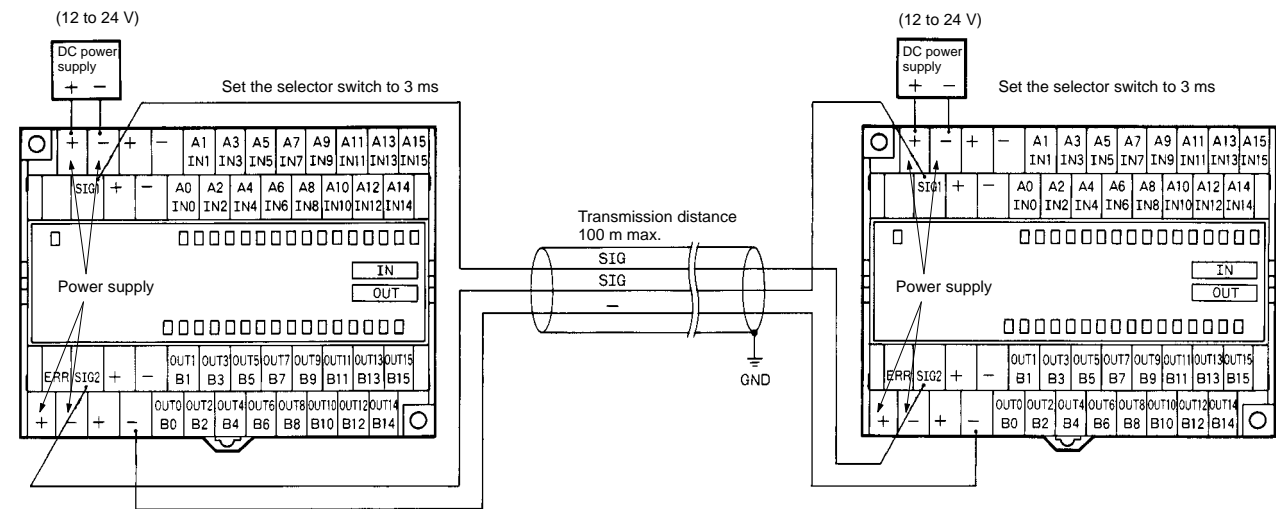 (12 to 24 V)
DC power
supply
+ −
Set the selector switch to 3 ms
+ − + − A1 A3 A5 A7 A9 A11 A13 A15
IN1 IN3 IN5 IN7 IN9 IN11 IN13 IN15
SIG1 + − A0 A2 A4 A6 A8 A10 A12 A14
IN0 IN2 IN4 IN6 IN8 IN10 IN12 IN14
IN
OUT
Power supply
OUT1 OUT3 OUT5 OUT7 OUT9 OUT11 OUT13 OUT15
ERR SIG2 + − B1 B3 B5 B7 B9 B11 B13 B15
OUT0 OUT2 OUT4 OUT6 OUT8 OUT10 OUT12 OUT14
+ − + − B0 B2 B4 B6 B8 B10 B12 B14
Transmission distance
100 m max.
SIG
SIG
−
GND
(12 to 24 V)
DC power
supply
+ −
Set the selector switch to 3 ms
+ − + − A1 A3 A5 A7 A9 A11 A13 A15
IN1 IN3 IN5 IN7 IN9 IN11 IN13 IN15
SIG1 + − A0 A2 A4 A6 A8 A10 A12 A14
IN0 IN2 IN4 IN6 IN8 IN10 IN12 IN14
IN
OUT
Power supply
OUT1 OUT3 OUT5 OUT7 OUT9 OUT11 OUT13 OUT15
ERR SIG2 + − B1 B3 B5 B7 B9 B11 B13 B15
OUT0 OUT2 OUT4 OUT6 OUT8 OUT10 OUT12 OUT14
+ − + − B0 B2 B4 B6 B8 B10 B12 B14